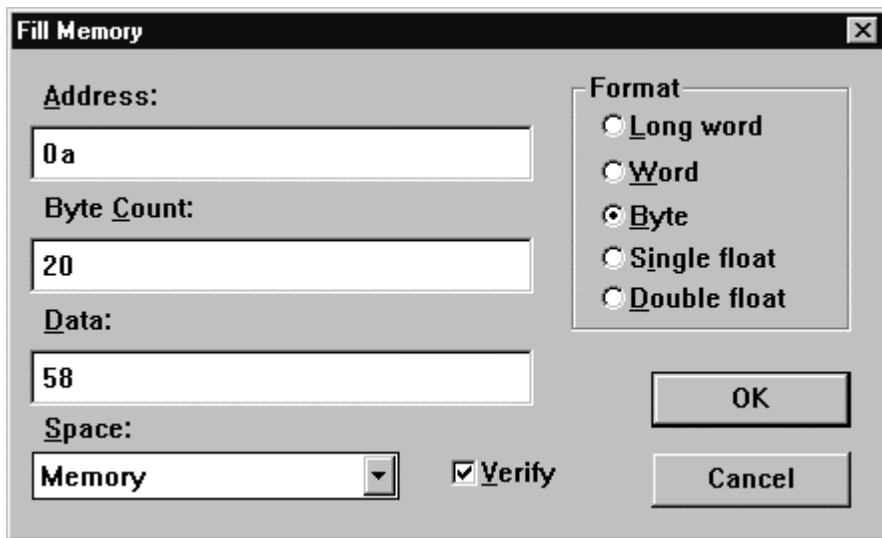 Fill Memory
Address:
0a
Byte Count:
20
Data:
58
Space:
Memory
Verify
Format
Long word
Word
Byte
Single float
Double float
OK
Cancel